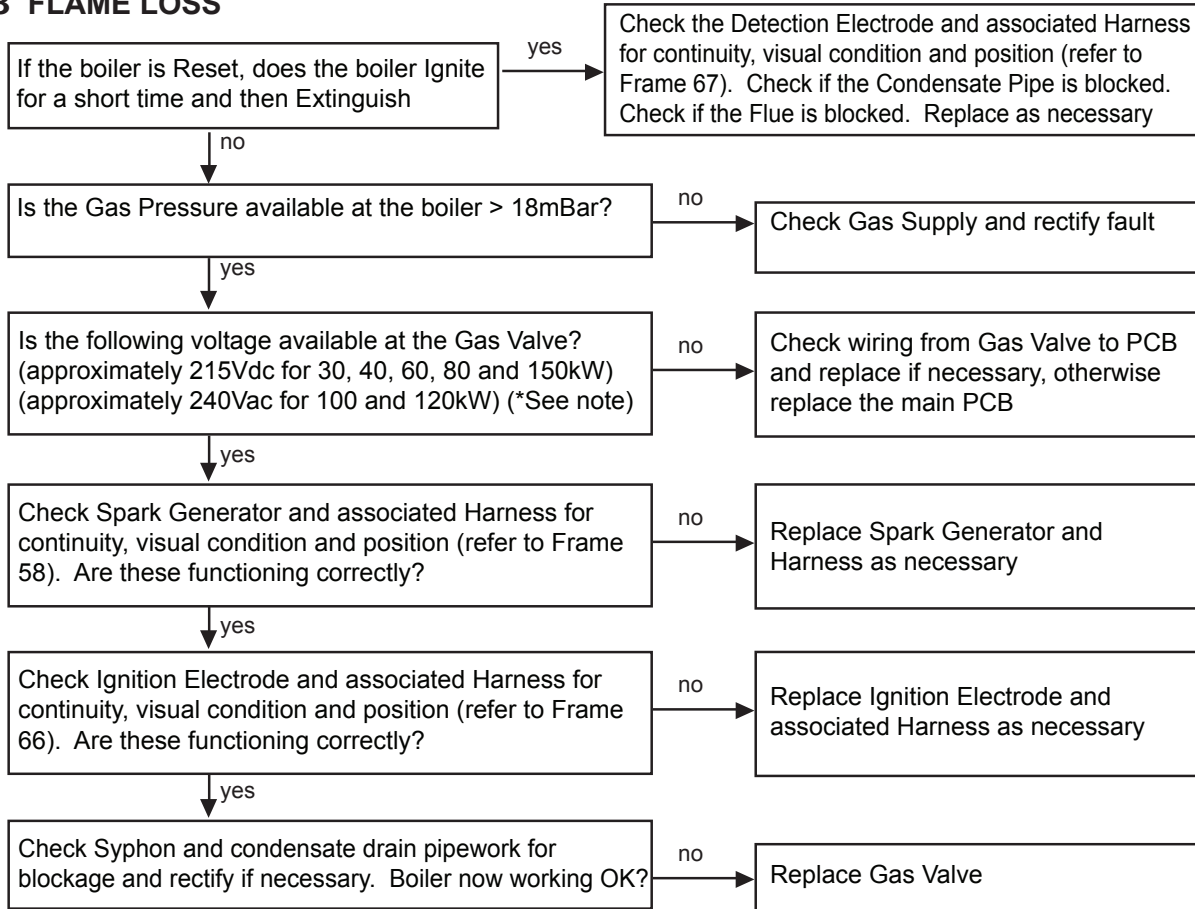 FLAME LOSS
If the boiler is Reset, does the boiler Ignite
for a short time and then Extinguish
yes
Check the Detection Electrode and associated Harness
for continuity, visual condition and position (refer to
Frame 67).  Check if the Condensate Pipe is blocked.
Check if the Flue is blocked.  Replace as necessary
no
Is the Gas Pressure available at the boiler > 18mBar?
no
Check Gas Supply and rectify fault
yes
Is the following voltage available at the Gas Valve?
(approximately 215Vdc for 30, 40, 60, 80 and 150kW)
(approximately 240Vac for 100 and 120kW) (*See note)
no
Check wiring from Gas Valve to PCB
and replace if necessary, otherwise
replace the main PCB
yes
Check Spark Generator and associated Harness for
continuity, visual condition and position (refer to Frame
58).  Are these functioning correctly?
no
Replace Spark Generator and
Harness as necessary
yes
Check Ignition Electrode and associated Harness for
continuity, visual condition and position (refer to Frame
66).  Are these functioning correctly?
no
Replace Ignition Electrode and
associated Harness as necessary
yes
Check Syphon and condensate drain pipework for
blockage and rectify if necessary.  Boiler now working OK?
no
Replace Gas Valve